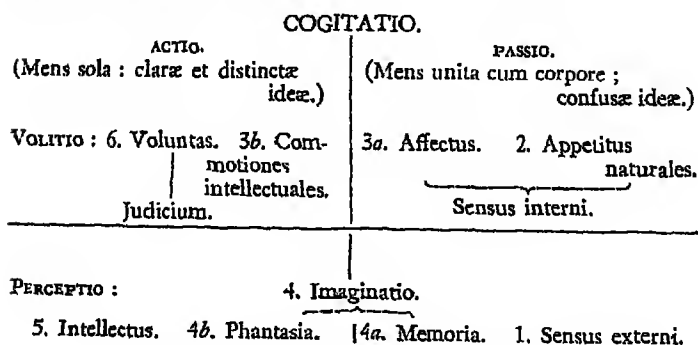 COGITATIO.
ACTIO.
(Mens sola : claræ et distinctæ
ideæ.)
PASSIO.
(Mens unita cum corpore ;
confusæ ideæ.)
VOLITIO : 6. Voluntas. 3b. Com-
motiones
intellectuales.
Judicium.
3a. Affectus. 2. Appetitus
naturales.
Sensus interni.
PERCEPTIO : 4. Imaginatio.
5. Intellectus. 4b. Phantasia. 4a. Memoria. 1. Sensus externi.